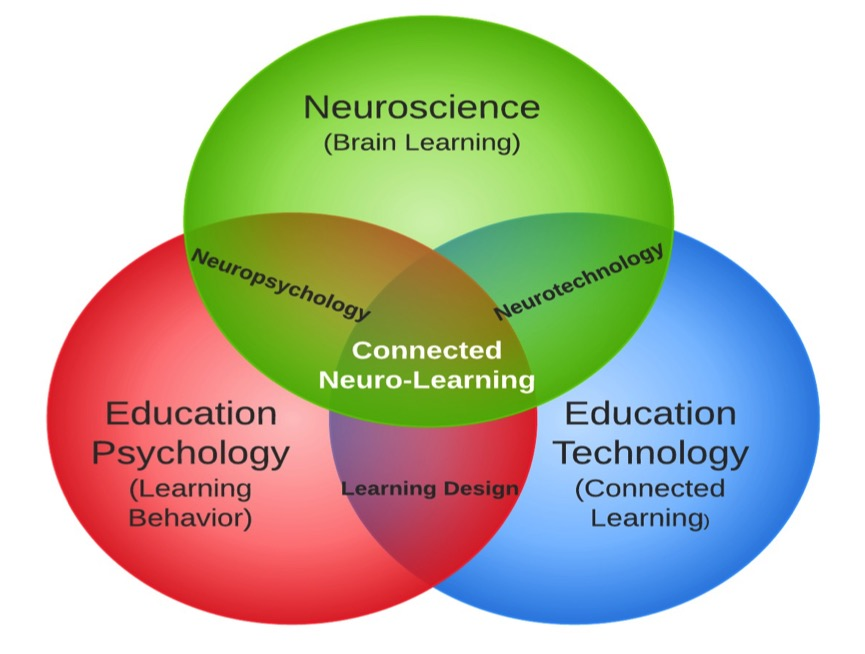 Neuroscience
(Brain Learning)
Neuropsychology
Neurotechnology
Connected
Neuro-Learning
Education
Psychology
(Learning
Behavior)
Education
Technology
(Connected
Learning)
Learning Design